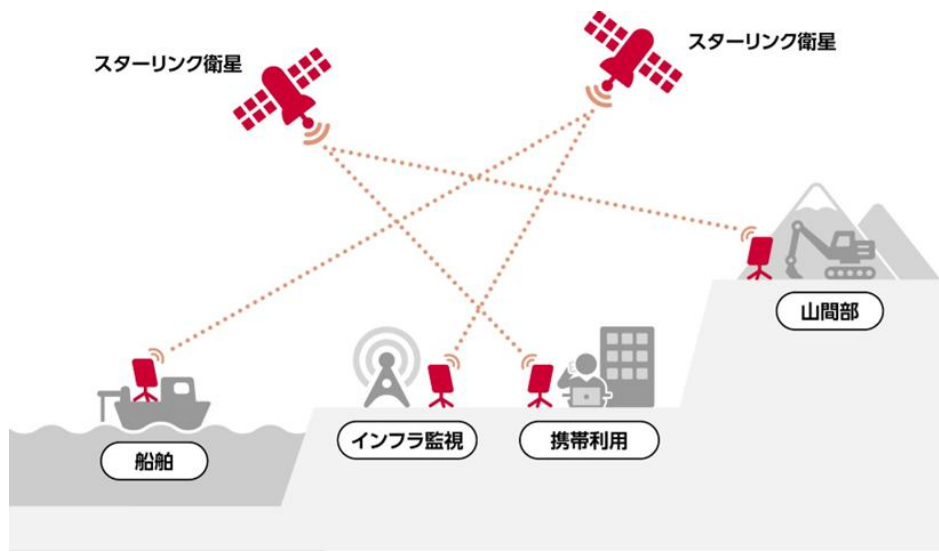 スターリンク衛星
スターリンク衛星
山間部
インフラ監視
携帯利用
船舶